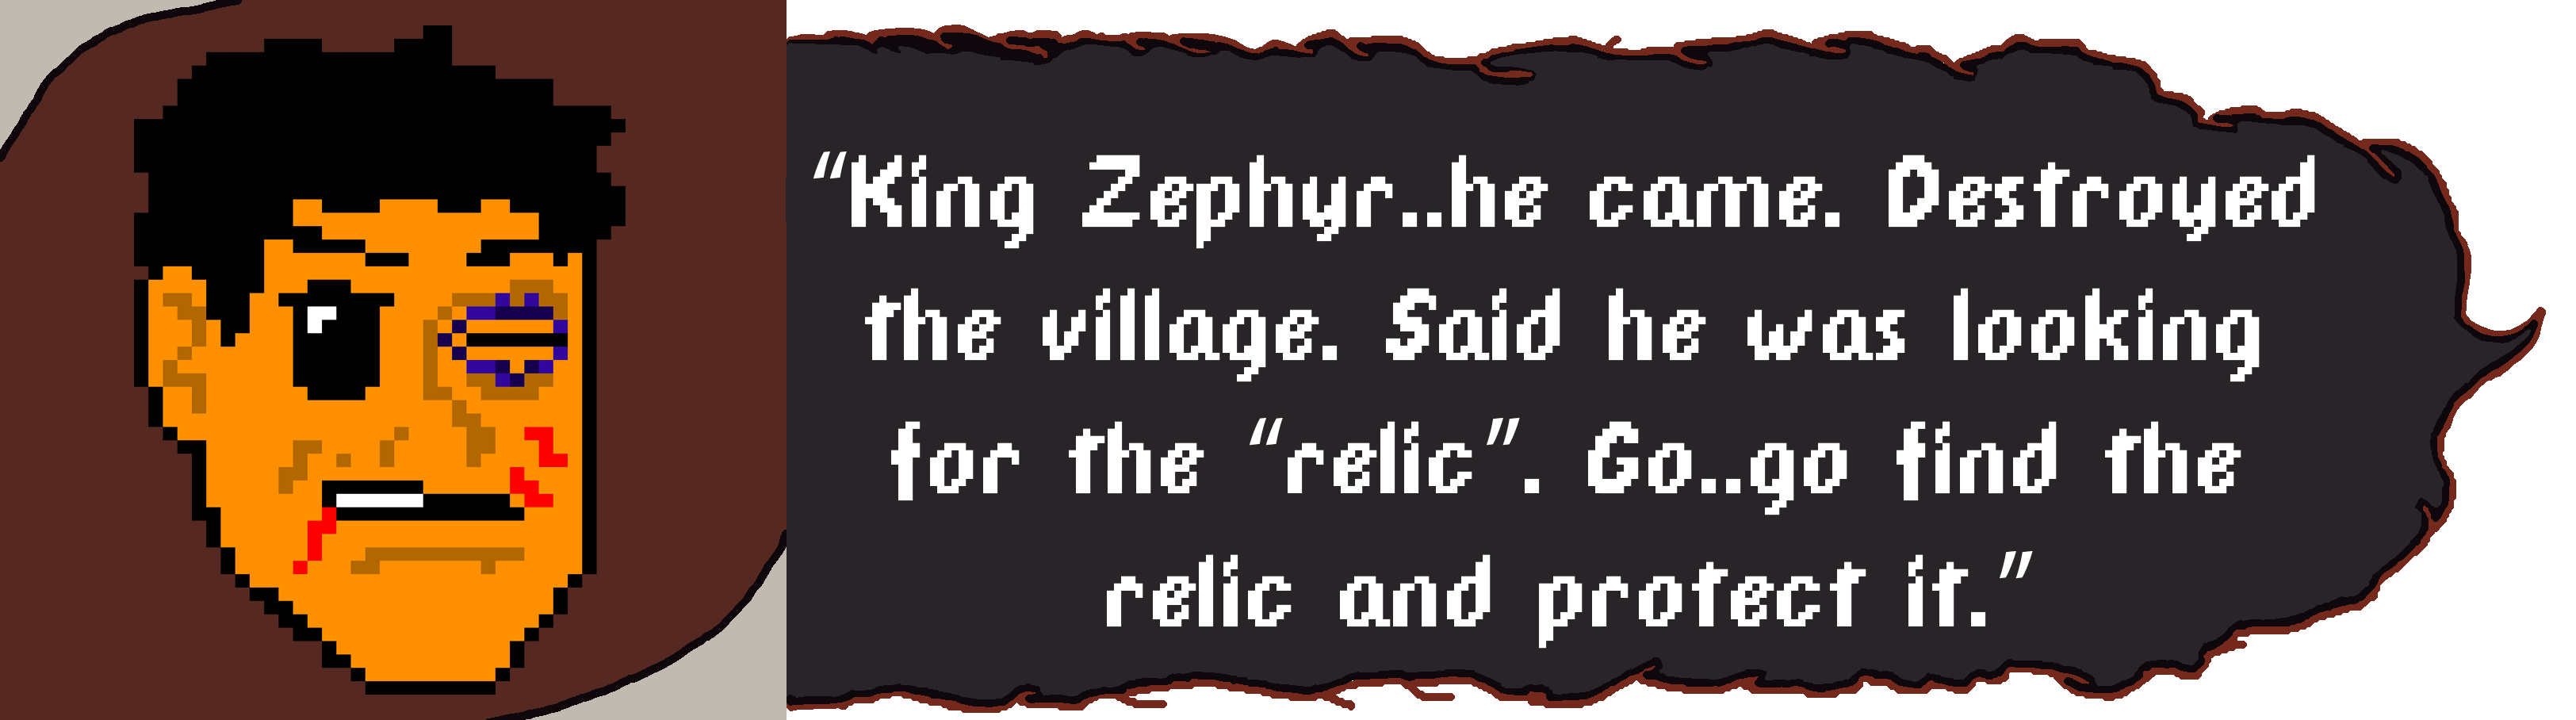 “King Zephyr..he came. Destroyed
the village. Said he was looking
for the “relic”. Go..go find the
relic and protect it.”